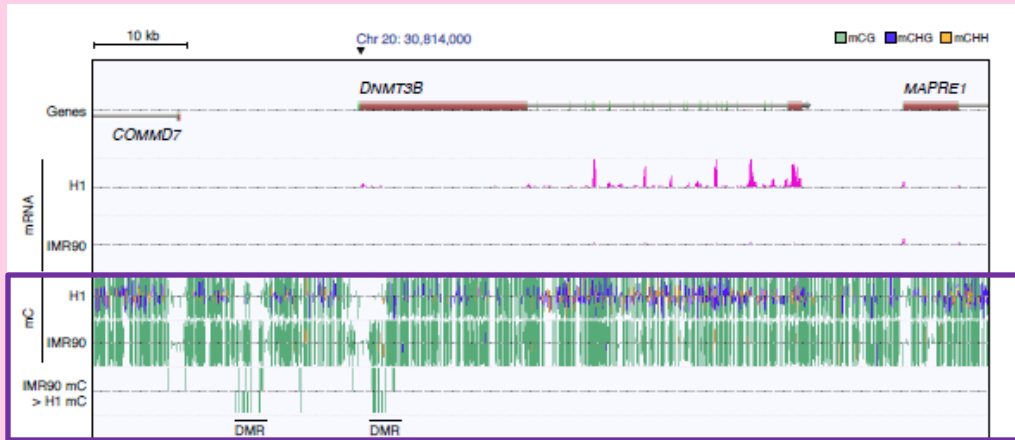 10 kb
Chr 20: 30,814,000
mCG mCHG mCHH
DNMT3B
MAPRE1
Genes
COMMD7
mRNA
H1
IMR90
mC
H1
IMR90
IMR90 mC
> H1 mC
DMR DMR